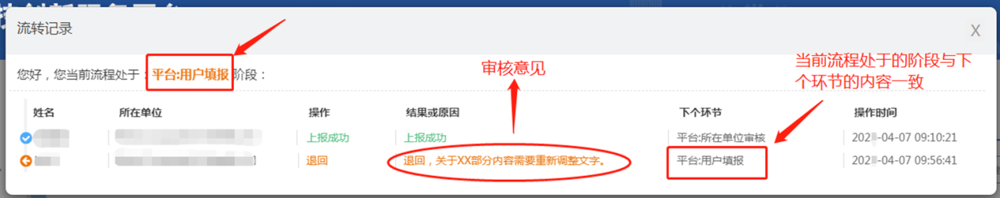 流转记录
X
您好，您当前流程处于：平台:用户填报 阶段：
审核意见
当前流程处于的阶段与下
个环节的内容一致
姓名 所在单位 操作 结果或原因 下个环节 操作时间
上报成功 上报成功 平台:所在单位审核 202 -04-07 09:10:21
退回 退回，关于XX部分内容需要重新调整文字。 平台:用户填报 202 -04-07 09:56:41